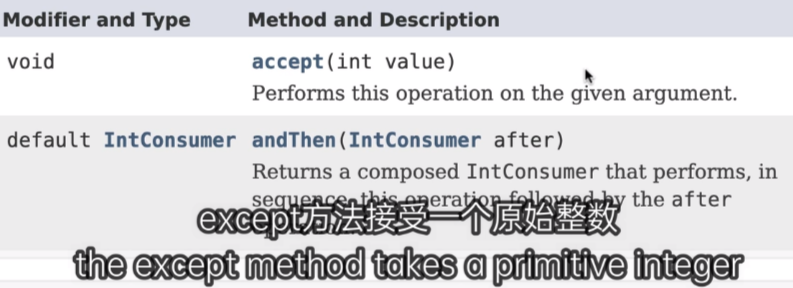 Modifier and Type Method and Description
void accept(int value)
Performs this operation on the given argument.
default IntConsumer andThen(IntConsumer after)
Returns a composed IntConsumer that performs, in
sequence, this operation followed by the after
except方法接受一个原始整数
the except method takes a primitive integer